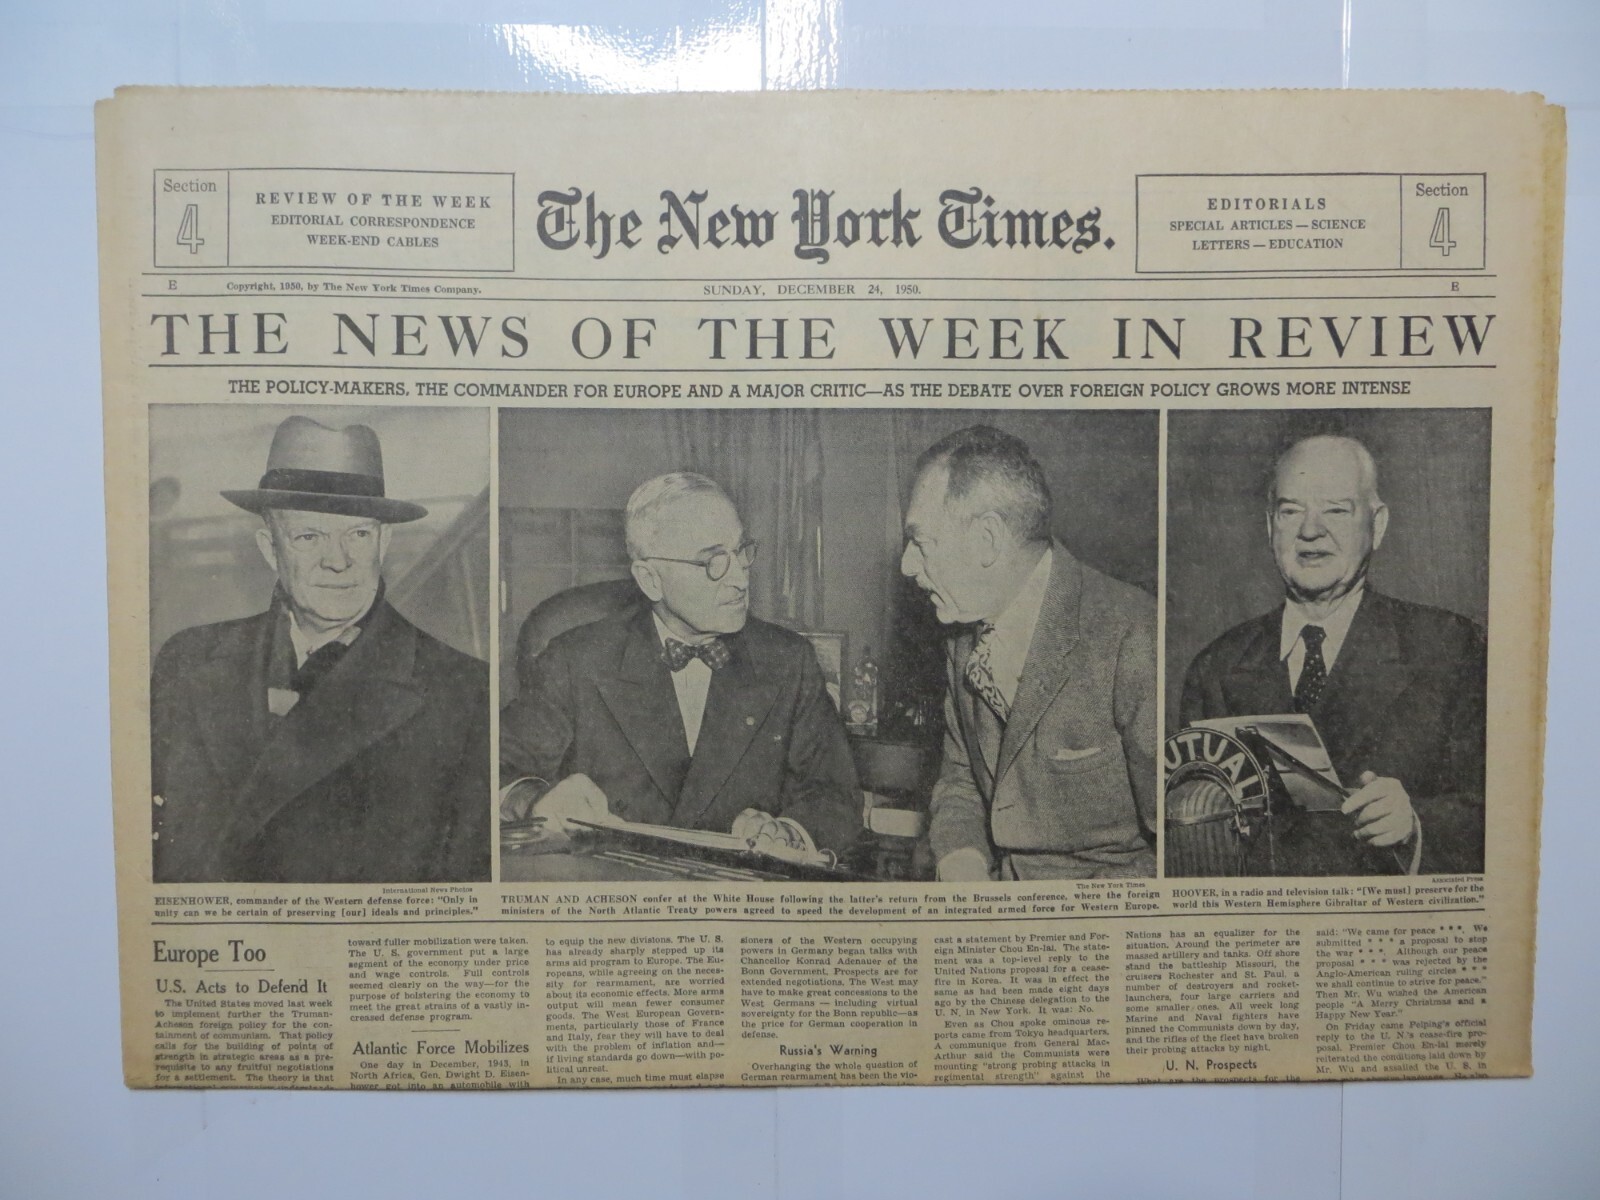 Section
4
REVIEW OF THE WEEK
EDITORIAL CORRESPONDENCE
WEEK-END CABLES
The New York Times.
EDITORIALS
SPECIAL ARTICLES — SCIENCE
LETTERS — EDUCATION
Section
4
E
Copyright, 1950, by The New York Times Company.
SUNDAY, DECEMBER 24, 1950.
E
THE NEWS OF THE WEEK IN REVIEW
THE POLICY-MAKERS, THE COMMANDER FOR EUROPE AND A MAJOR CRITIC—AS THE DEBATE OVER FOREIGN POLICY GROWS MORE INTENSE
UTUAL
International News Photos
EISENHOWER, commander of the Western defense force: "Only in
unity can we be certain of preserving [our] ideals and principles."
The New York Times
TRUMAN AND ACHESON confer at the White House following the latter's return from the Brussels conference, where the foreign
ministers of the North Atlantic Treaty powers agreed to speed the development of an integrated armed force for Western Europe.
Associated Press
HOOVER, in a radio and television talk: "[We must] preserve for the
world this Western Hemisphere Gibraltar of Western civilization."
Europe Too
U.S. Acts to Defend It
The United States moved last week
to implement further the Truman-
Acheson foreign policy for the con-
tainment of communism. That policy
calls for the building of points of
strength in strategic areas as a pre-
requisite to any fruitful negotiations
for a settlement. The theory is that
toward fuller mobilization were taken.
The U. S. government put a large
segment of the economy under price
and wage controls. Full controls
seemed clearly on the way—for the
purpose of bolstering the economy to
meet the great strains of a vastly in-
creased defense program.
Atlantic Force Mobilizes
One day in December, 1943, in
North Africa, Gen. Dwight D. Eisen-
hower got into an automobile with
to equip the new divisions. The U. S.
has already sharply stepped up its
arms aid program to Europe. The Eu-
ropeans, while agreeing on the neces-
sity for rearmament, are worried
about its economic effects. More arms
output will mean fewer consumer
goods. The West European Govern-
ments, particularly those of France
and Italy, fear they will have to deal
with the problem of inflation and—
if living standards go down—with po-
litical unrest.
In any case, much time must elapse
sioners of the Western occupying
powers in Germany began talks with
Chancellor Konrad Adenauer of the
Bonn Government. Prospects are for
extended negotiations. The West may
have to make great concessions to the
West Germans — including virtual
sovereignty for the Bonn republic—as
the price for German cooperation in
defense.
Russia's Warning
Overhanging the whole question of
German rearmament has been the vio-
cast a statement by Premier and For-
eign Minister Chou En-lai. The state-
ment was a top-level reply to the
United Nations proposal for a cease-
fire in Korea. It was in effect the
same as had been made eight days
ago by the Chinese delegation to the
U. N. in New York. It was: No.
Even as Chou spoke ominous re-
ports came from Tokyo headquarters.
A communique from General Mac-
Arthur said the Communists were
mounting "strong probing attacks in
regimental strength" against the
Nations has an equalizer for the
situation. Around the perimeter are
massed artillery and tanks. Off shore
stand the battleship Missouri, the
cruisers Rochester and St. Paul, a
number of destroyers and rocket-
launchers, four large carriers and
some smaller ones. All week long
Marine and Naval fighters have
pinned the Communists down by day,
and the rifles of the fleet have broken
their probing attacks by night.
U. N. Prospects
What are the prospects for the
said: "We came for peace * * *. We
submitted * * * a proposal to stop
the war * * *. Although our peace
proposal * * * was rejected by the
Anglo-American ruling circles * * *
we shall continue to strive for peace."
Then Mr. Wu wished the American
people "A Merry Christmas and a
Happy New Year."
On Friday came Peiping's official
reply to the U. N.'s cease-fire pro-
posal. Premier Chou En-lai merely
reiterated the conditions laid down by
Mr. Wu and assailed the U. S. in